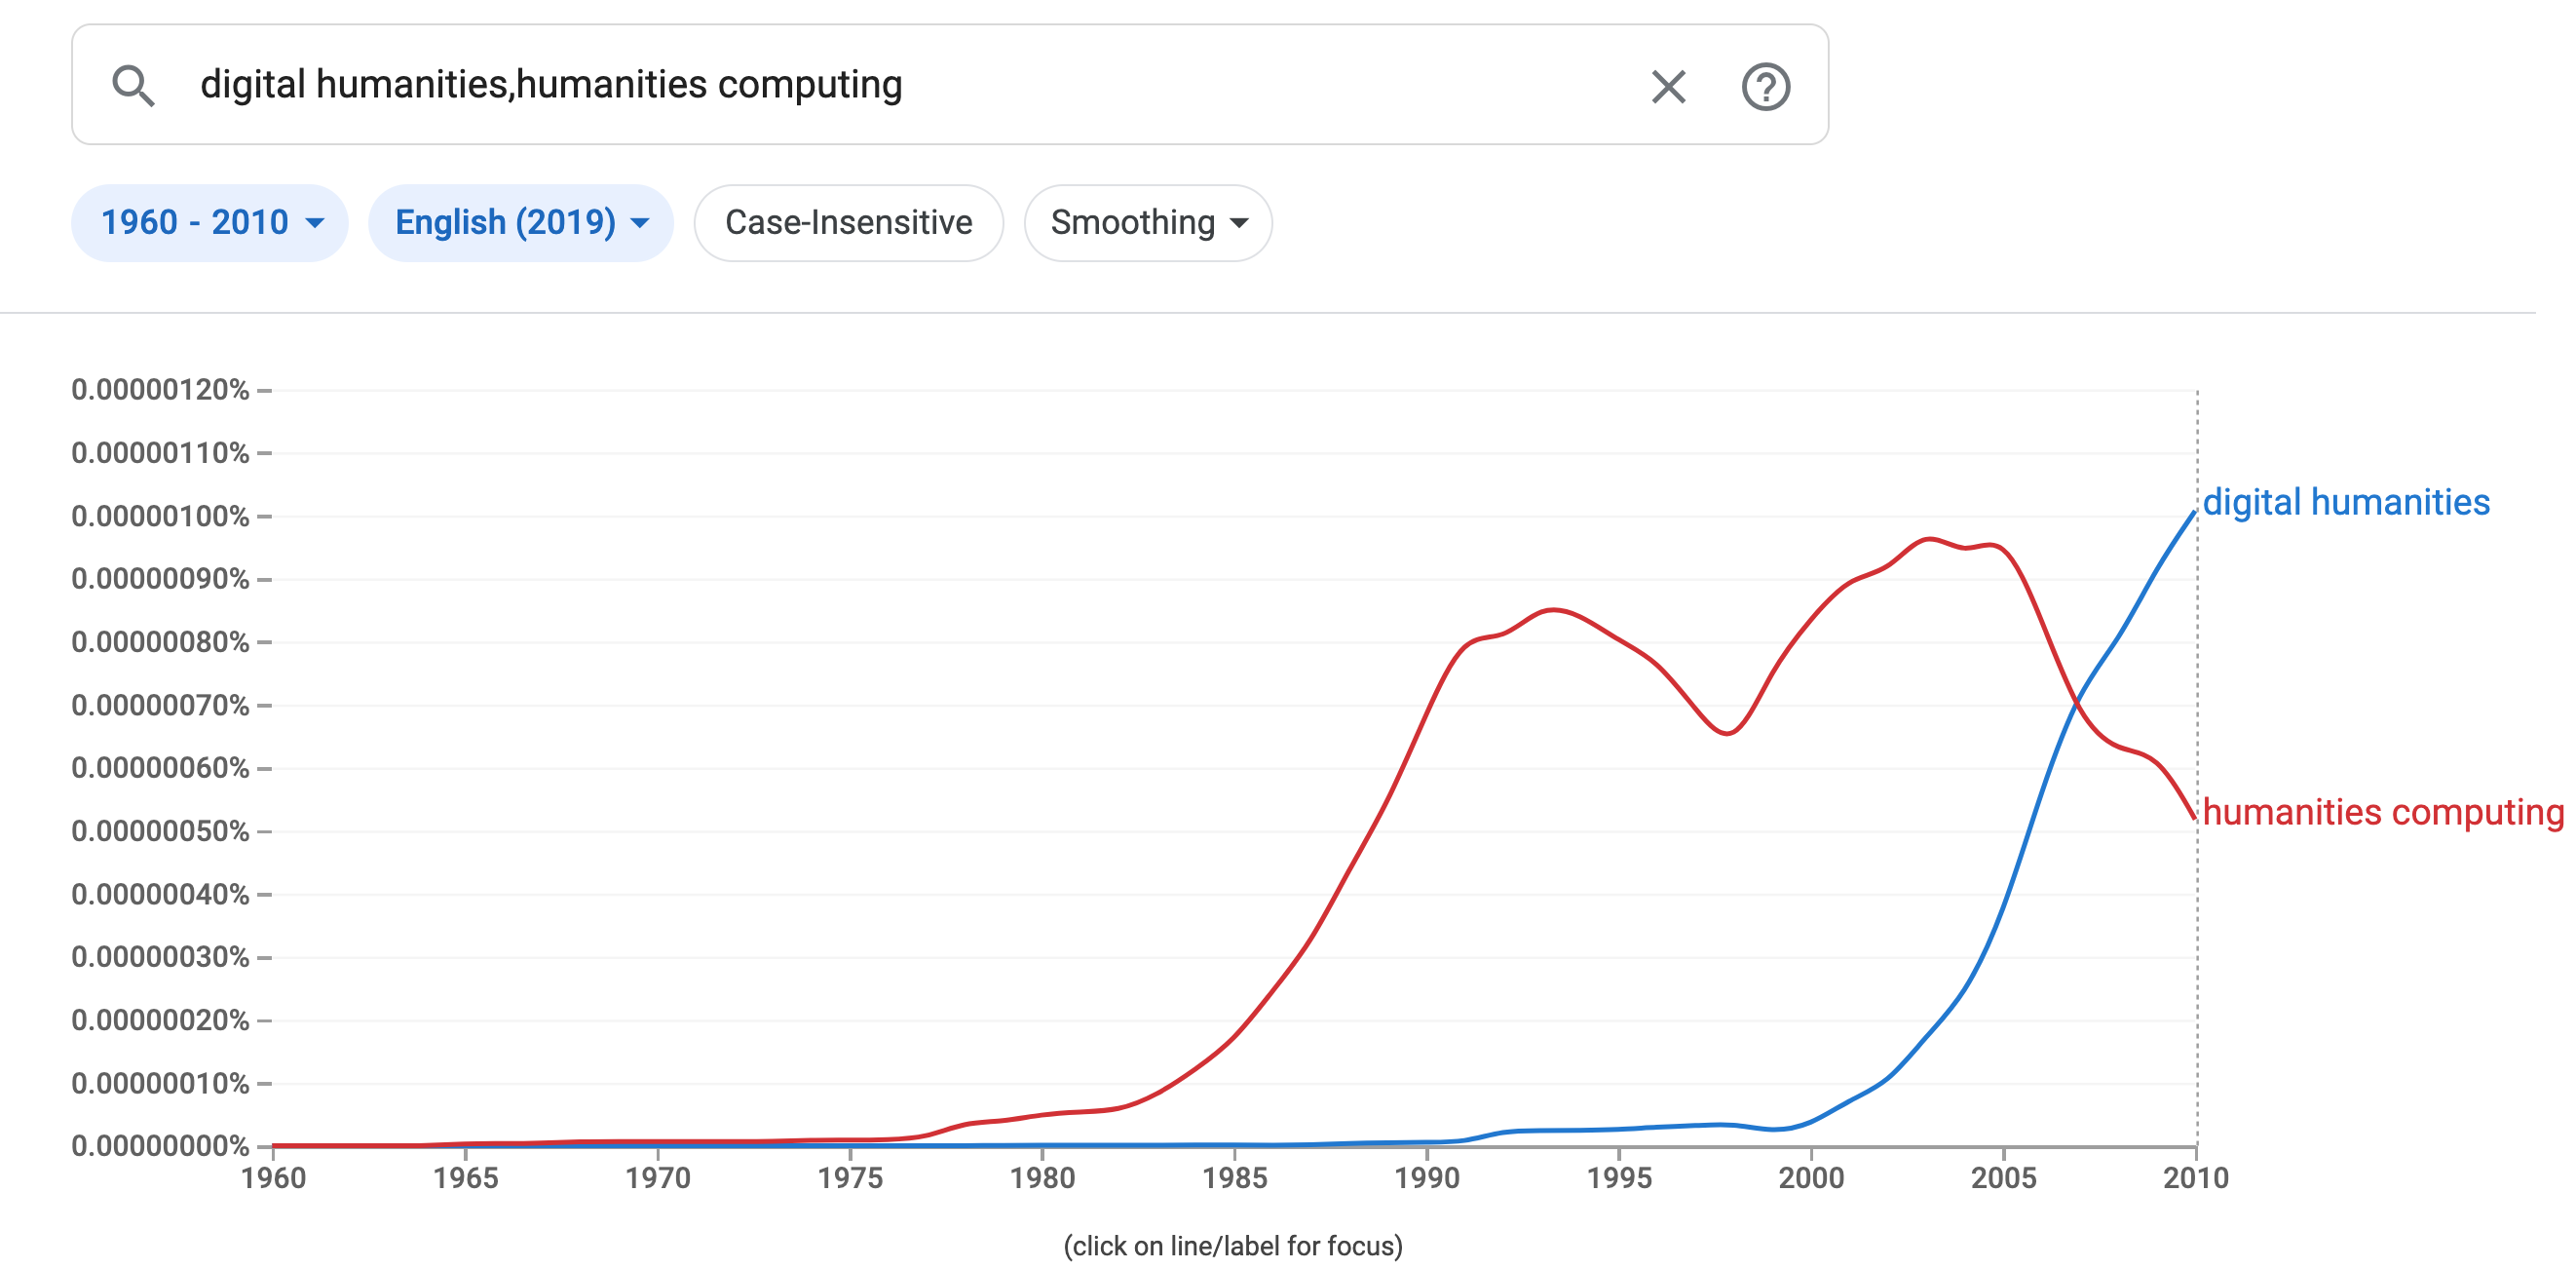 digital humanities,humanities computing
1960 - 2010
English (2019)
Case-Insensitive
Smoothing
0.00000120%
0.00000110%
0.00000100%
0.00000090%
0.00000080%
0.00000070%
0.00000060%
0.00000050%
0.00000040%
0.00000030%
0.00000020%
0.00000010%
0.00000000%
digital humanities
humanities computing
1960 1965 1970 1975 1980 1985 1990 1995 2000 2005 2010
(click on line/label for focus)